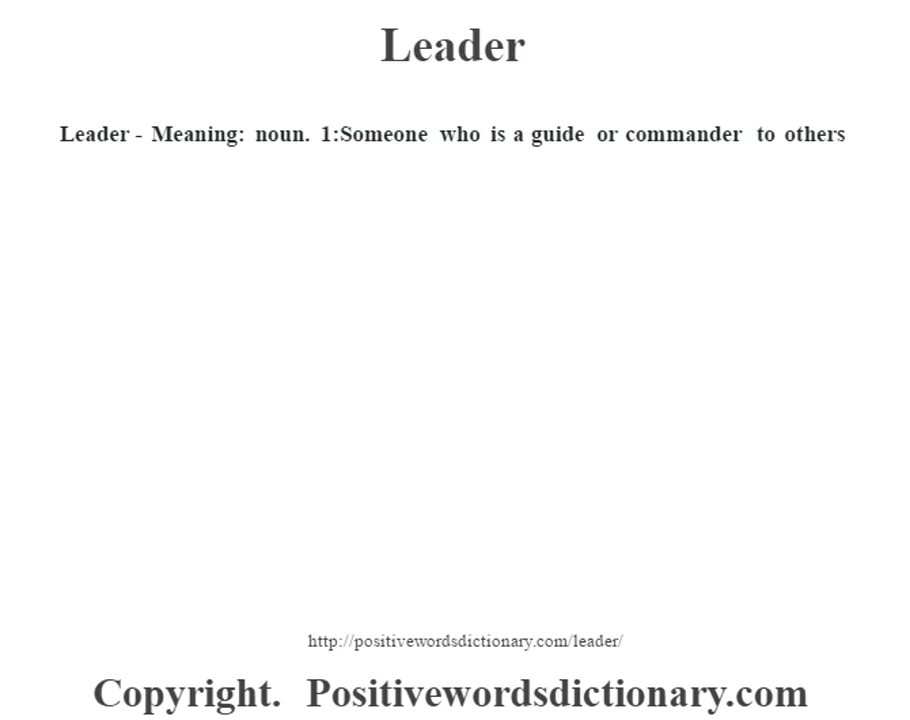 Leader
Leader - Meaning: noun. 1:Someone who is a guide or commander to others
http://positivewordsdictionary.com/leader/
Copyright. Positivewordsdictionary.com